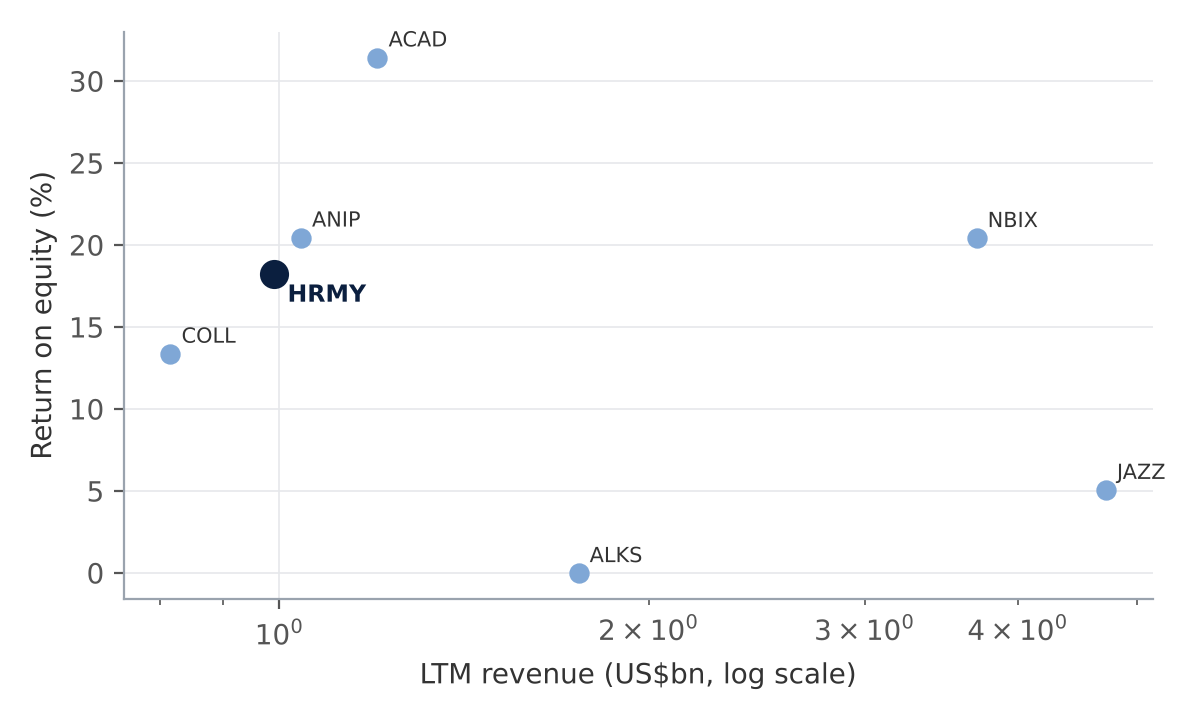 ACAD
30
25
ANIP
NBIX
20
HRMY
15
COLL
10
JAZZ
5
ALKS
0
Return on equity (%)
10⁰
2 × 10⁰
3 × 10⁰
4 × 10⁰
LTM revenue (US$bn, log scale)